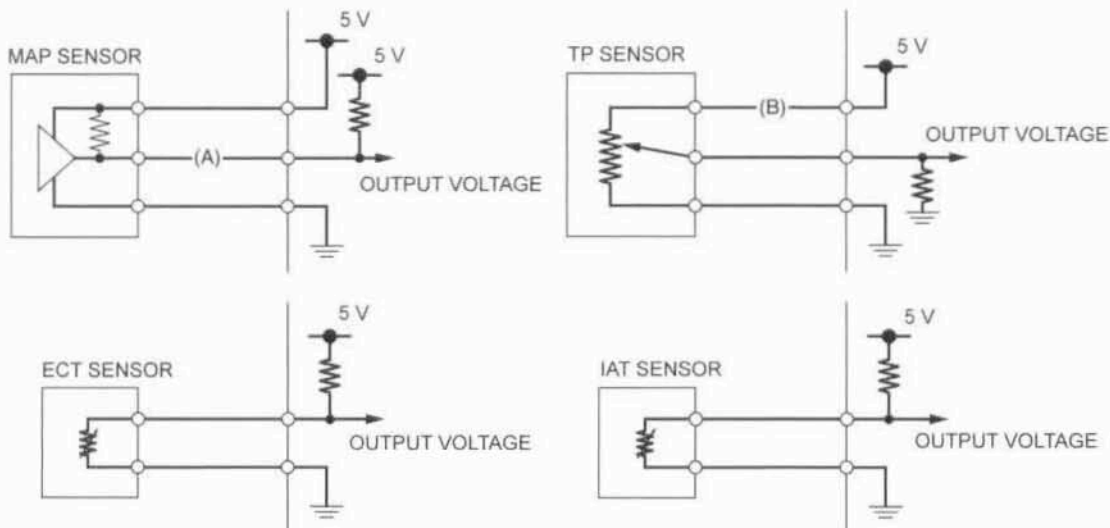 MAP SENSOR
5 V
5 V
(A)
OUTPUT VOLTAGE
TP SENSOR
5 V
(B)
OUTPUT VOLTAGE
ECT SENSOR
5 V
OUTPUT VOLTAGE
IAT SENSOR
5 V
OUTPUT VOLTAGE